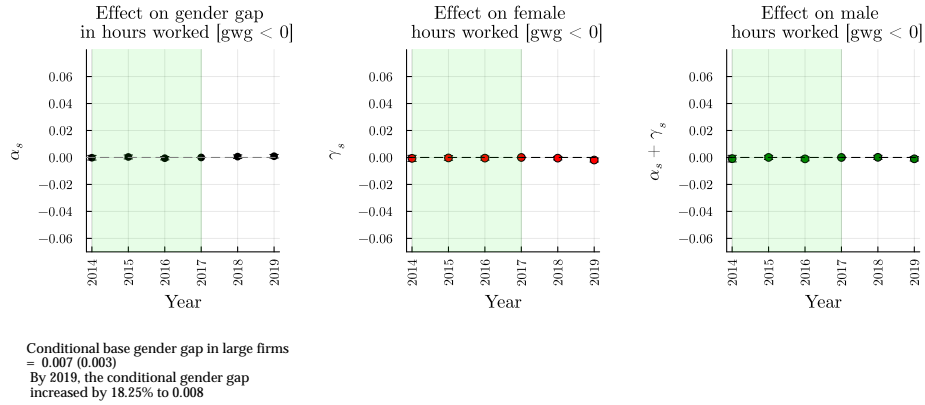 Effect on gender gap
in hours worked [gwg < 0]
0.06
0.04
0.02
0.00
−0.02
−0.04
−0.06
αs
2014
2015
2016
2017
2018
2019
Year
Effect on female
hours worked [gwg < 0]
0.06
0.04
0.02
0.00
−0.02
−0.04
−0.06
γs
2014
2015
2016
2017
2018
2019
Year
Effect on male
hours worked [gwg < 0]
0.06
0.04
0.02
0.00
−0.02
−0.04
−0.06
αs + γs
2014
2015
2016
2017
2018
2019
Year
Conditional base gender gap in large firms
= 0.007 (0.003)
By 2019, the conditional gender gap
increased by 18.25% to 0.008